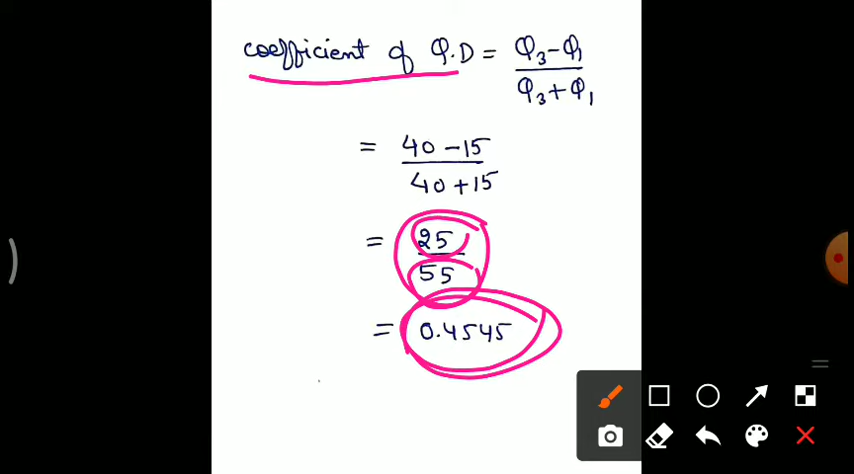 coefficient of Q.D = Q3-Q1
Q3+Q1
= 40-15
40+15
= 25
55
= 0.4545